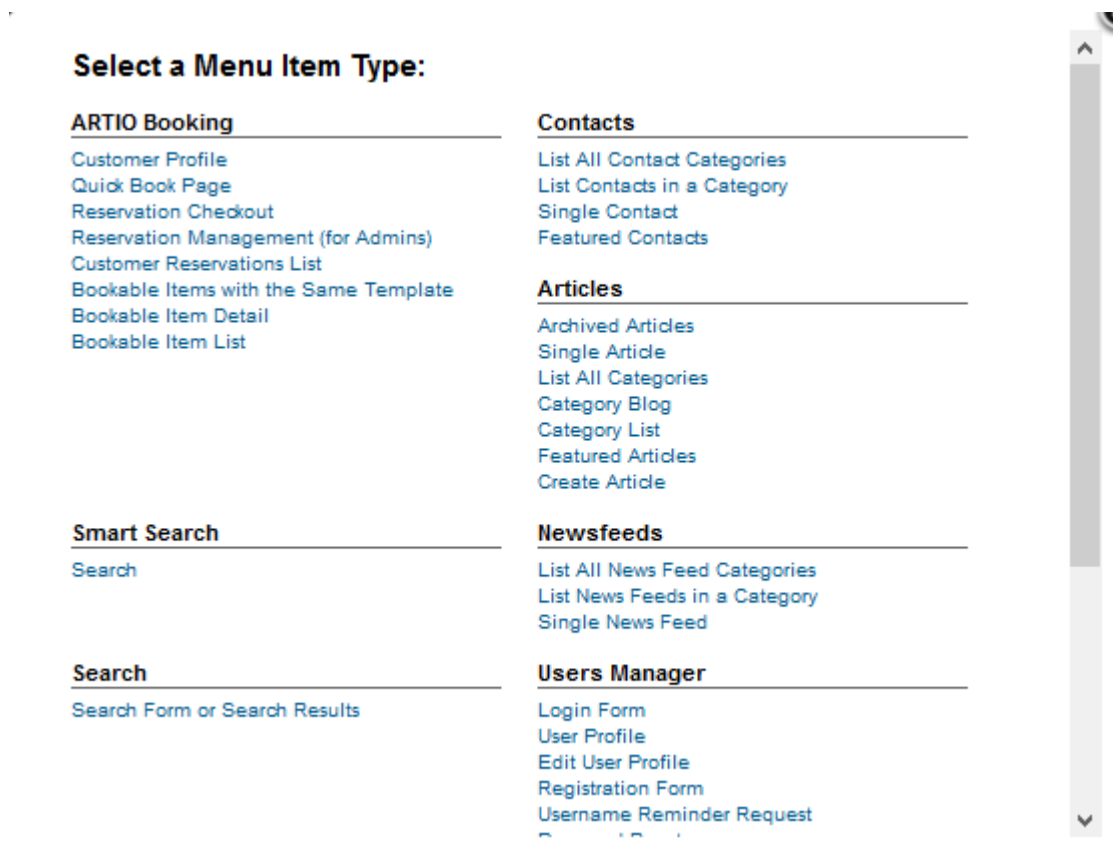 Select a Menu Item Type:
ARTIO Booking
Customer Profile
Quick Book Page
Reservation Checkout
Reservation Management (for Admins)
Customer Reservations List
Bookable Items with the Same Template
Bookable Item Detail
Bookable Item List
Contacts
List All Contact Categories
List Contacts in a Category
Single Contact
Featured Contacts
Articles
Archived Articles
Single Article
List All Categories
Category Blog
Category List
Featured Articles
Create Article
Smart Search
Search
Newsfeeds
List All News Feed Categories
List News Feeds in a Category
Single News Feed
Search
Search Form or Search Results
Users Manager
Login Form
User Profile
Edit User Profile
Registration Form
Username Reminder Request